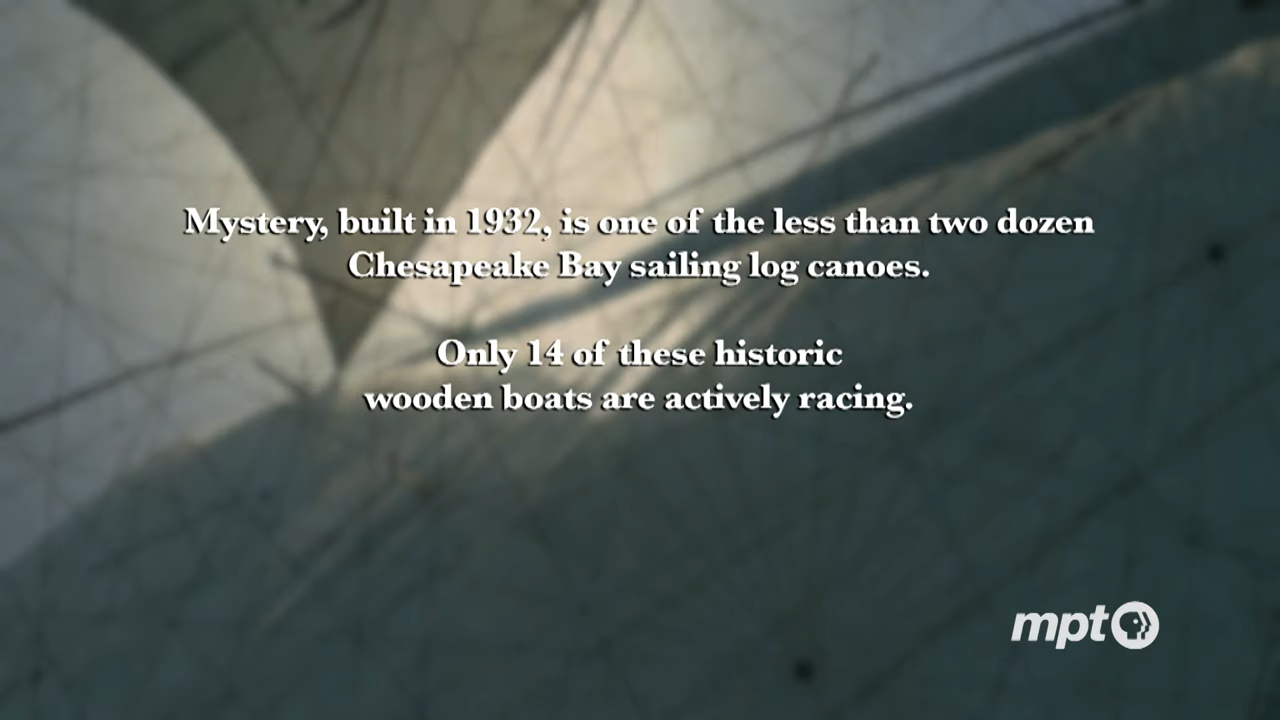 Mystery, built in 1932, is one of the less than two dozen
Chesapeake Bay sailing log canoes.
Only 14 of these historic
wooden boats are actively racing.
mpt